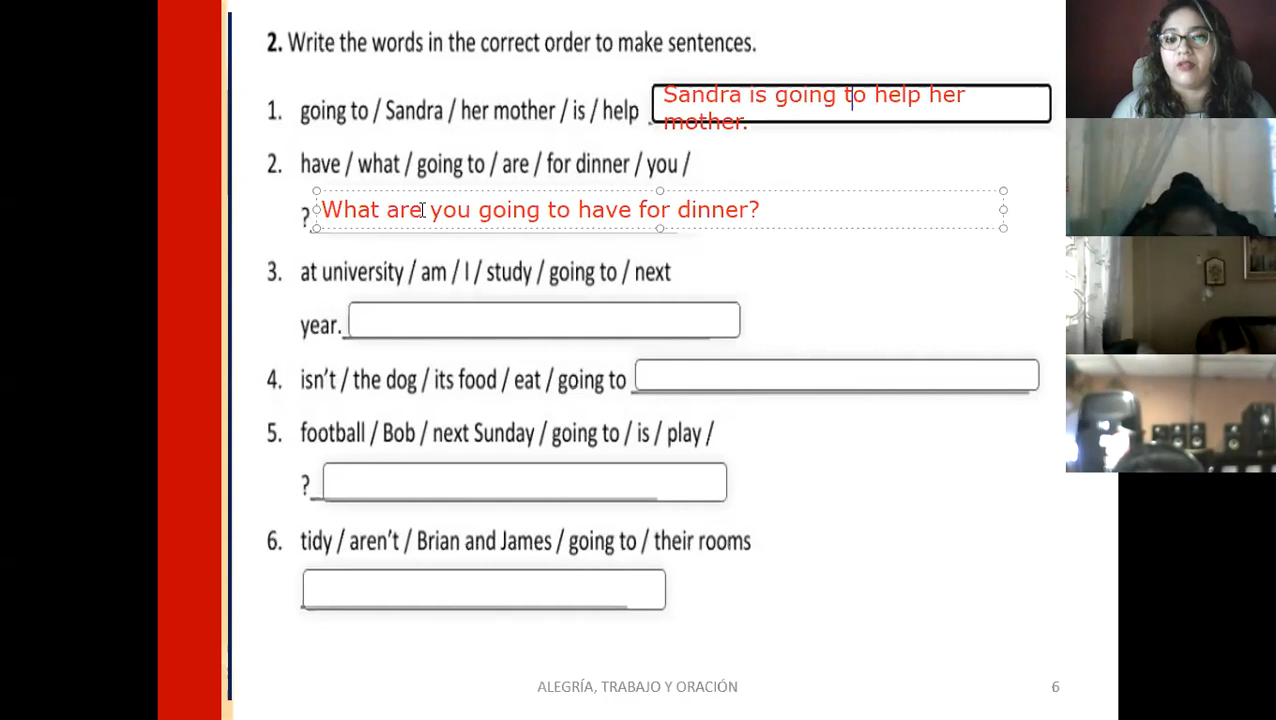 2. Write the words in the correct order to make sentences.
1. going to / Sandra / her mother / is / help
Sandra is going to help her
mother.
2. have / what / going to / are / for dinner / you /
? What are you going to have for dinner?
3. at university / am / I / study / going to / next
year.
4. isn't / the dog / its food / eat / going to
5. football / Bob / next Sunday / going to / is / play /
?
6. tidy / aren't / Brian and James / going to / their rooms
ALEGRÍA, TRABAJO Y ORACIÓN
6